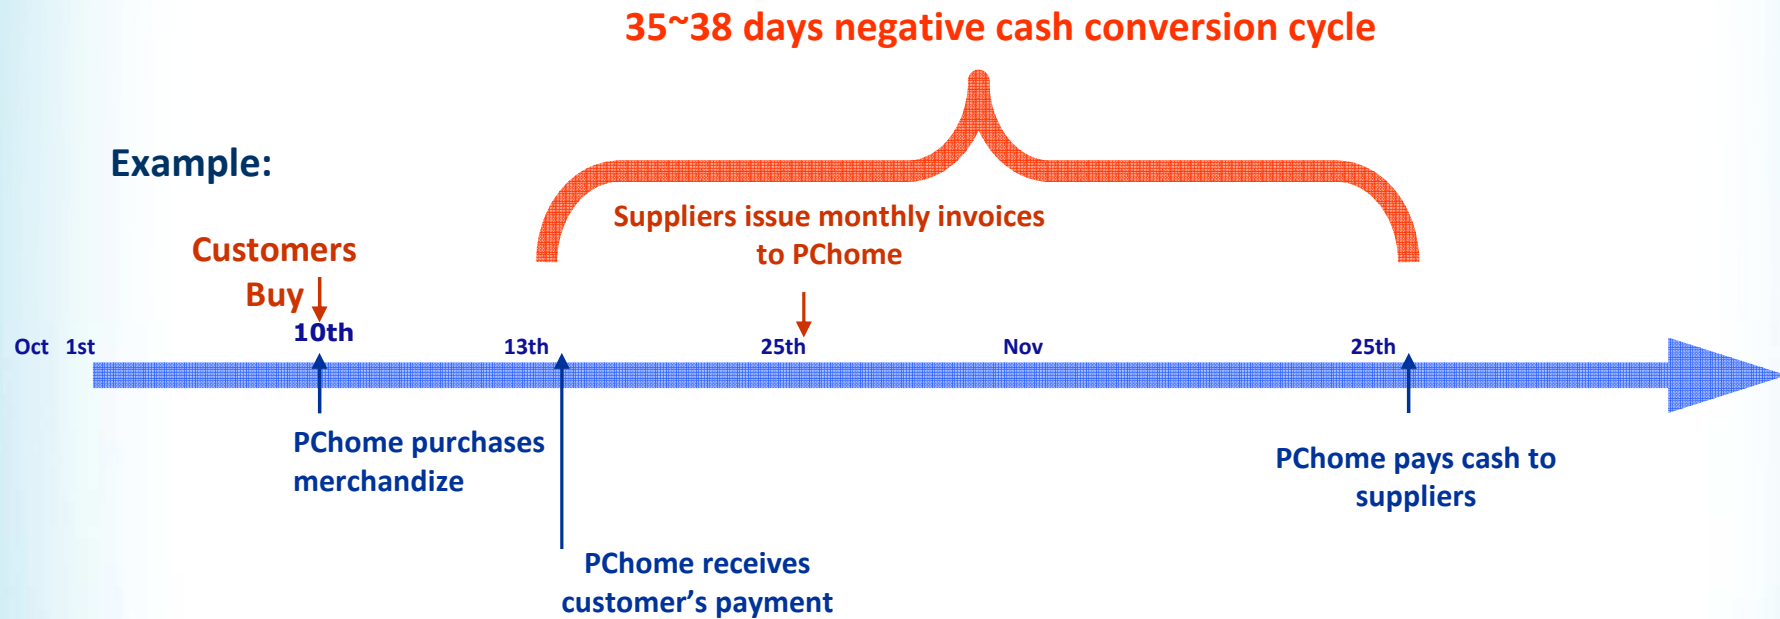 35~38 days negative cash conversion cycle
Example:
Suppliers issue monthly invoices
to PChome
Customers
Buy
Oct 1st
10th
13th
25th
Nov
25th
PChome purchases
merchandize
PChome pays cash to
suppliers
PChome receives
customer’s payment